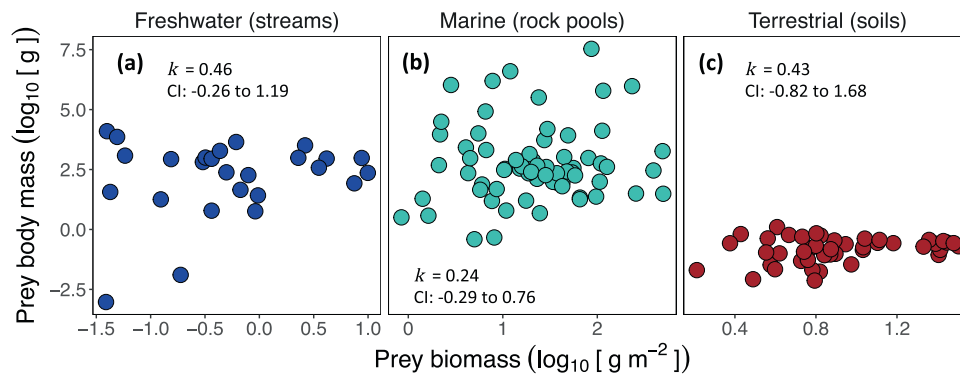 Freshwater (streams)
Marine (rock pools)
Terrestrial (soils)
Prey body mass (log₁₀ [ g ])
7.5
5.0
2.5
0.0
−2.5
(a)
k = 0.46
CI: -0.26 to 1.19
(b)
k = 0.24
CI: -0.29 to 0.76
(c)
k = 0.43
CI: -0.82 to 1.68
−1.5 −1.0 −0.5 0.0 0.5 1.0
0 1 2
0.4 0.8 1.2
Prey biomass (log₁₀ [ g m⁻² ])